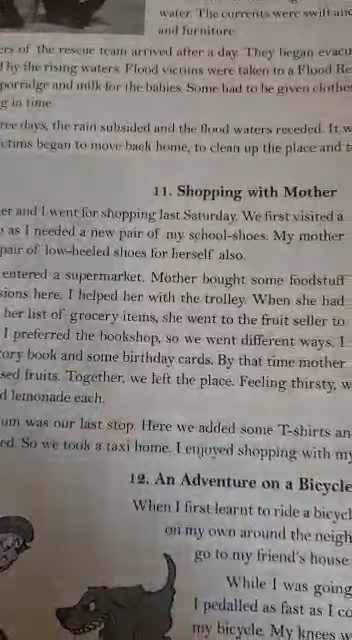 water. The currents were swift and
and furniture
ers of the rescue team arrived after a day. They began evacu
by the rising waters. Flood victims were taken to a Flood Re
porridge and milk for the babies. Some had to be given clothe
g in time.
ree days, the rain subsided and the flood waters receded. It w
ctims began to move back home, to clean up the place and t
11. Shopping with Mother
er and I went for shopping last Saturday. We first visited a
as I needed a new pair of my school-shoes. My mother
pair of low-heeled shoes for herself also.
entered a supermarket. Mother bought some foodstuff
sions here. I helped her with the trolley. When she had
her list of grocery items, she went to the fruit seller to
I preferred the bookshop, so we went different ways. I
ory book and some birthday cards. By that time mother
sed fruits. Together, we left the place. Feeling thirsty, w
d lemonade each.
um was our last stop. Here we added some T-shirts an
ed. So we took a taxi home. I enjoyed shopping with my
12. An Adventure on a Bicycle
When I first learnt to ride a bicycl
on my own around the neigh
go to my friend's house
While I was going
I pedalled as fast as I co
my bicycle. My knees